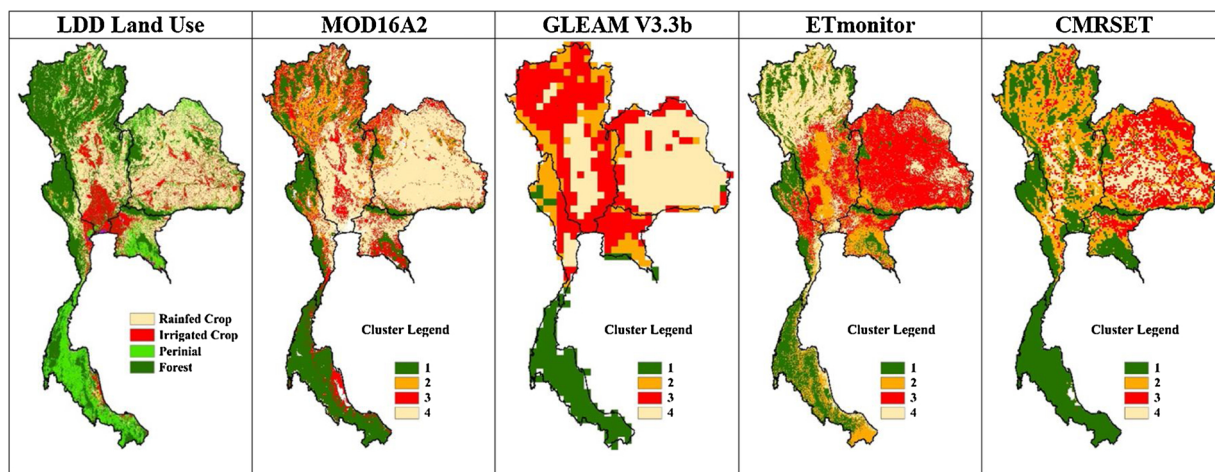 LDD Land Use
MOD16A2
GLEAM V3.3b
ETmonitor
CMRSET
Rainfed Crop
Irrigated Crop
Perinial
Forest
Cluster Legend
1
2
3
4
Cluster Legend
1
2
3
4
Cluster Legend
1
2
3
4
Cluster Legend
1
2
3
4